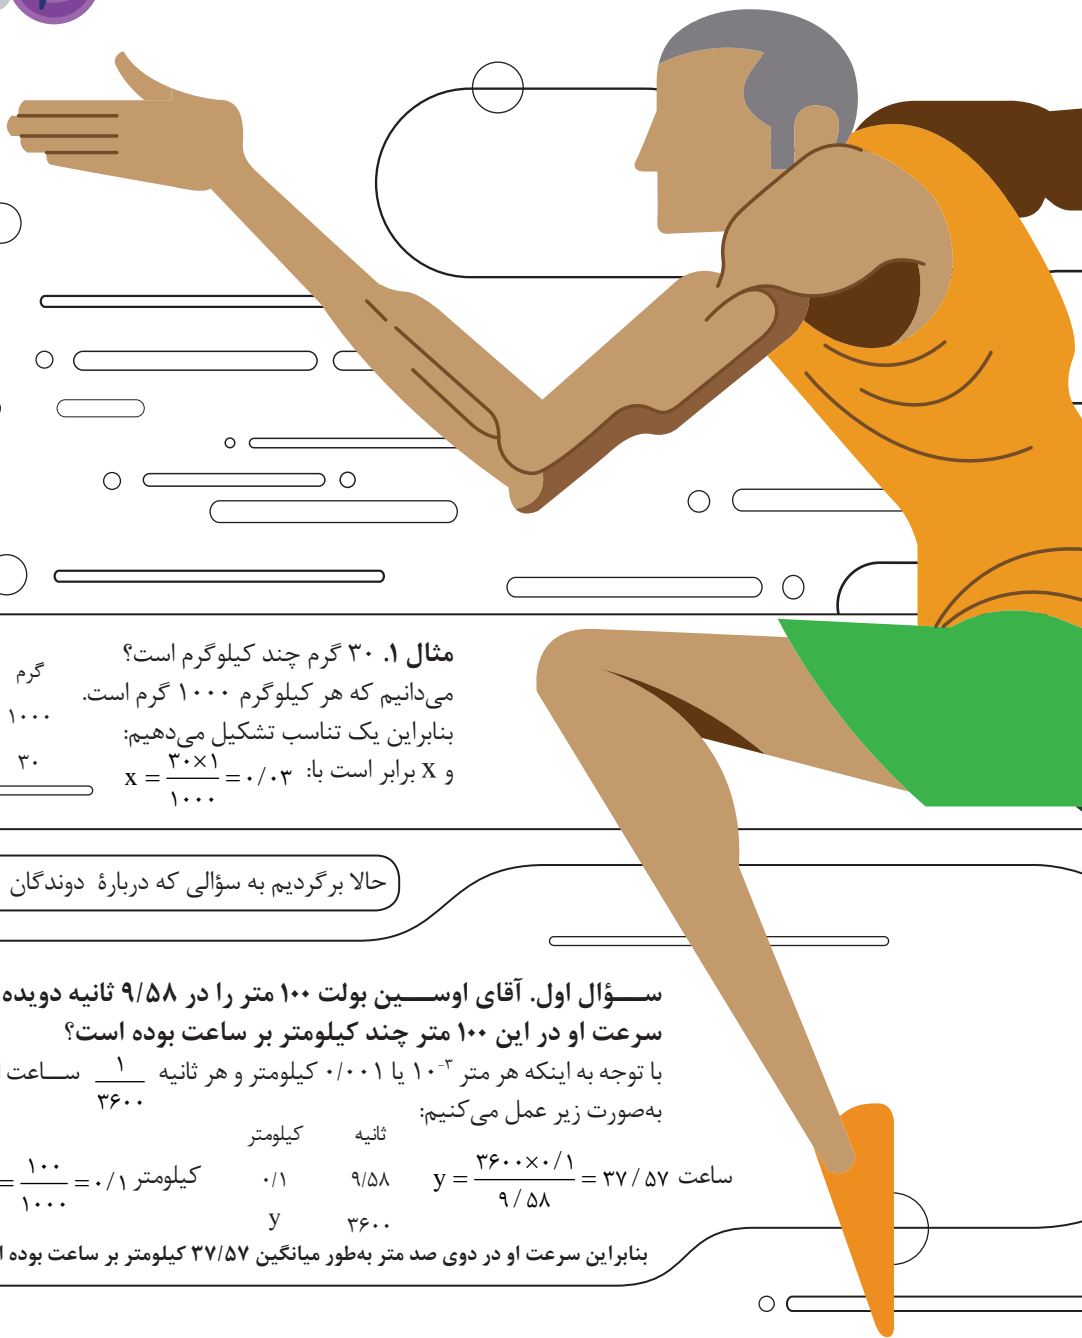 مثال ۱. ۳۰ گرم چند کیلوگرم است؟
می‌دانیم که هر کیلوگرم ۱۰۰۰ گرم است.
بنابراین یک تناسب تشکیل می‌دهیم:
و x برابر است با: x = ۳۰×۱/۱۰۰۰ = ۰/۰۳
گرم
۱۰۰۰
۳۰
حالا برگردیم به سؤالی که دربارهٔ دوندگان
ســؤال اول. آقای اوســین بولت ۱۰۰ متر را در ۹/۵۸ ثانیه دویده
سرعت او در این ۱۰۰ متر چند کیلومتر بر ساعت بوده است؟
با توجه به اینکه هر متر ۱۰⁻³ یا ۰/۰۰۱ کیلومتر و هر ثانیه ۱/۳۶۰۰ ســاعت
به‌صورت زیر عمل می‌کنیم:
ثانیه کیلومتر
۹/۵۸ ۰/۱
۳۶۰۰ y
y = ۳۶۰۰×۰/۱ / ۹/۵۸ = ۳۷/۵۷ ساعت
= ۱۰۰/۱۰۰۰ = ۰/۱ کیلومتر
بنابراین سرعت او در دوی صد متر به‌طور میانگین ۳۷/۵۷ کیلومتر بر ساعت بوده